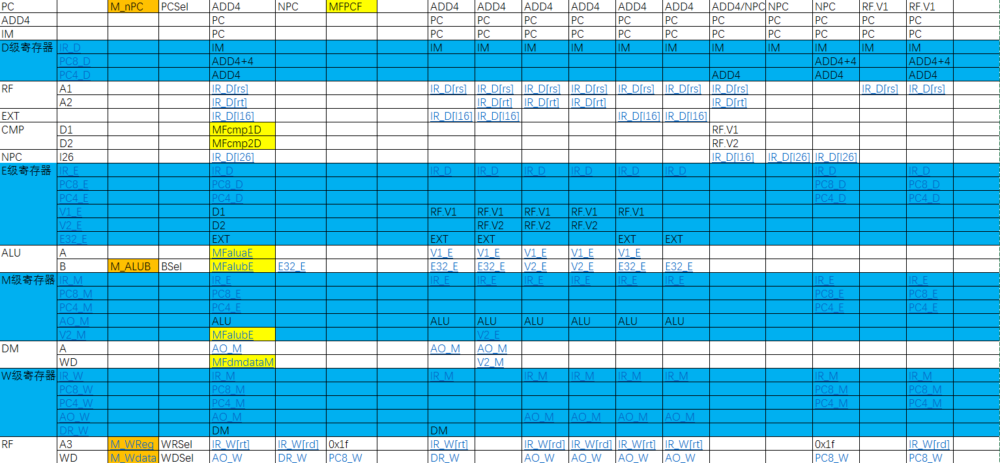 PC M_nPC PCSel ADD4 NPC MFPCF ADD4 ADD4 ADD4 ADD4 ADD4 ADD4 ADD4/NPC NPC NPC RF.V1 RF.V1
ADD4 PC PC PC PC PC PC PC PC PC PC PC PC
IM PC PC PC PC PC PC PC PC PC PC PC PC
D级寄存器 IR_D IM IM IM IM IM IM IM IM IM IM IM IM
PC8_D ADD4+4 ADD4+4 ADD4+4
PC4_D ADD4 ADD4 ADD4 ADD4
RF A1 IR_D[rs] IR_D[rs] IR_D[rs] IR_D[rs] IR_D[rs] IR_D[rs] IR_D[rs] IR_D[rs] IR_D[rs] IR_D[rs]
A2 IR_D[rt] IR_D[rt] IR_D[rt] IR_D[rt] IR_D[rt]
EXT IR_D[I16] IR_D[I16] IR_D[I16] IR_D[I16] IR_D[I16]
CMP D1 MFcmp1D RF.V1
D2 MFcmp2D RF.V2
NPC I26 IR_D[I26] IR_D[I16] IR_D[I26] IR_D[I26]
E级寄存器 IR_E IR_D IR_D IR_D IR_D IR_D IR_D IR_D IR_D IR_D
PC8_E PC8_D PC8_D PC8_D
PC4_E PC4_D PC4_D PC4_D
V1_E D1 RF.V1 RF.V1 RF.V1 RF.V1 RF.V1
V2_E D2 RF.V2 RF.V2 RF.V2
E32_E EXT EXT EXT EXT EXT
ALU A MFaluaE V1_E V1_E V1_E V1_E V1_E
B M_ALUB BSel MFalubE E32_E E32_E E32_E V2_E V2_E E32_E E32_E
M级寄存器 IR_M IR_E IR_E IR_E IR_E IR_E IR_E IR_E IR_E IR_E
PC8_M PC8_E PC8_E PC8_E
PC4_M PC4_E PC4_E PC4_E
AO_M ALU ALU ALU ALU ALU ALU ALU
V2_M MFalubE V2_E
DM A AO_M AO_M AO_M
WD MFdmdataM V2_M
W级寄存器 IR_W IR_M IR_M IR_M IR_M IR_M IR_M IR_M IR_M
PC8_W PC8_M PC8_M PC8_M
PC4_W PC4_M PC4_M PC4_M
AO_W AO_M AO_M AO_M AO_M AO_M
DR_W DM DM
RF A3 M_WReg WRSel IR_W[rt] IR_W[rd] 0x1f IR_W[rt] IR_W[rd] IR_W[rd] IR_W[rt] IR_W[rt] 0x1f IR_W[rd]
WD M_Wdata WDSel AO_W DR_W PC8_W DR_W AO_W AO_W AO_W AO_W PC8_W PC8_W